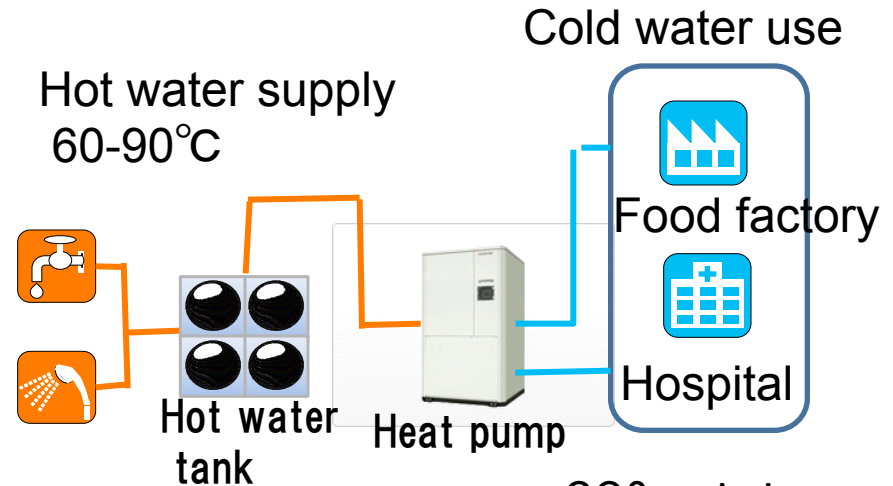 Cold water use
Hot water supply
60-90℃
Food factory
Hospital
Hot water
tank
Heat pump